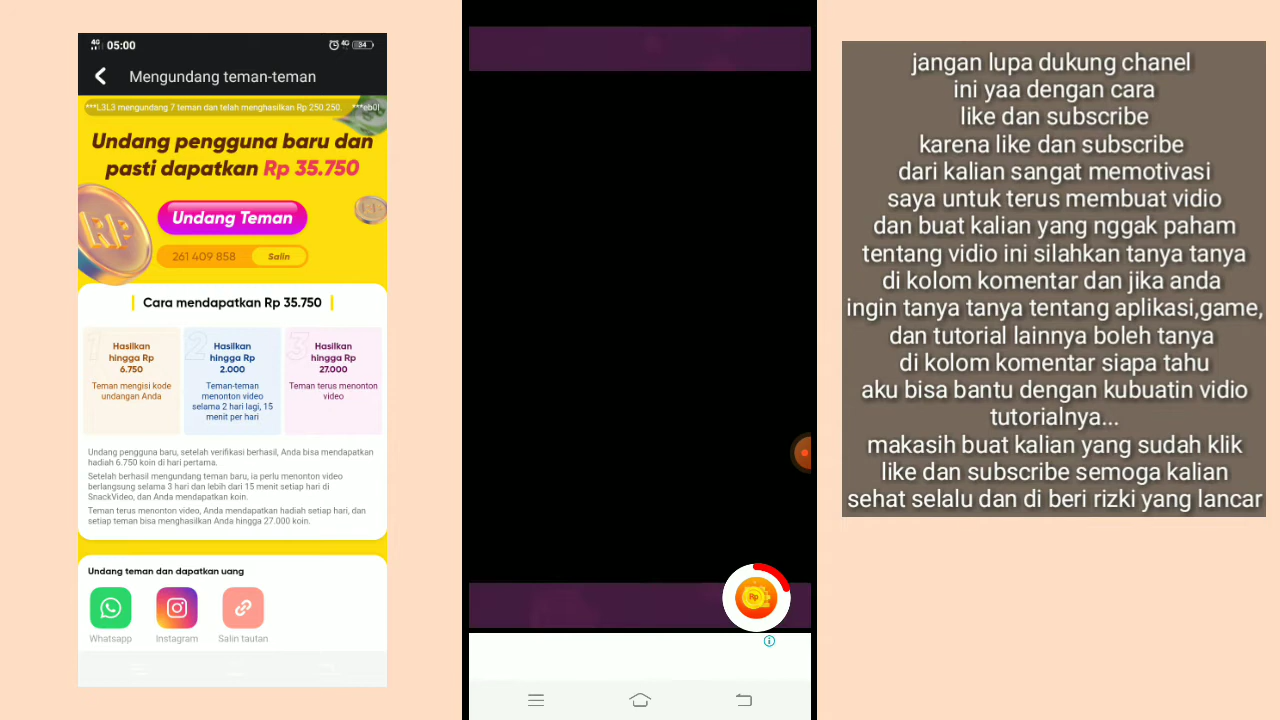 4G 05:00 4G 34
Mengundang teman-teman
***L3L3 mengundang 7 teman dan telah menghasilkan Rp 250.250. ***eb0l
Undang pengguna baru dan
pasti dapatkan Rp 35.750
Undang Teman
261 409 858 Salin
Cara mendapatkan Rp 35.750
1
Hasilkan
hingga Rp
6.750
Teman mengisi kode
undangan Anda
2
Hasilkan
hingga Rp
2.000
Teman-teman
menonton video
selama 2 hari lagi, 15
menit per hari
3
Hasilkan
hingga Rp
27.000
Teman terus menonton
video
Undang pengguna baru, setelah verifikasi berhasil, Anda bisa mendapatkan
hadiah 6.750 koin di hari pertama.
Setelah berhasil mengundang teman baru, ia perlu menonton video
berlangsung selama 3 hari dan lebih dari 15 menit setiap hari di
SnackVideo, dan Anda mendapatkan koin.
Teman terus menonton video, Anda mendapatkan hadiah setiap hari, dan
setiap teman bisa menghasilkan Anda hingga 27.000 koin.
Undang teman dan dapatkan uang
Whatsapp Instagram Salin tautan
Rp
Rp
jangan lupa dukung chanel
ini yaa dengan cara
like dan subscribe
karena like dan subscribe
dari kalian sangat memotivasi
saya untuk terus membuat vidio
dan buat kalian yang nggak paham
tentang vidio ini silahkan tanya tanya
di kolom komentar dan jika anda
ingin tanya tanya tentang aplikasi,game,
dan tutorial lainnya boleh tanya
di kolom komentar siapa tahu
aku bisa bantu dengan kubuatin vidio
tutorialnya...
makasih buat kalian yang sudah klik
like dan subscribe semoga kalian
sehat selalu dan di beri rizki yang lancar